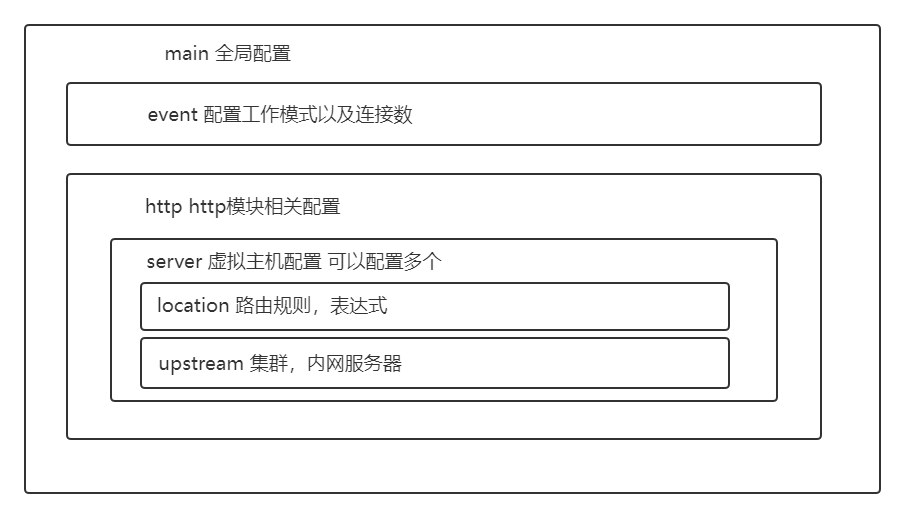 main 全局配置
event 配置工作模式以及连接数
http http模块相关配置
server 虚拟主机配置 可以配置多个
location 路由规则，表达式
upstream 集群，内网服务器